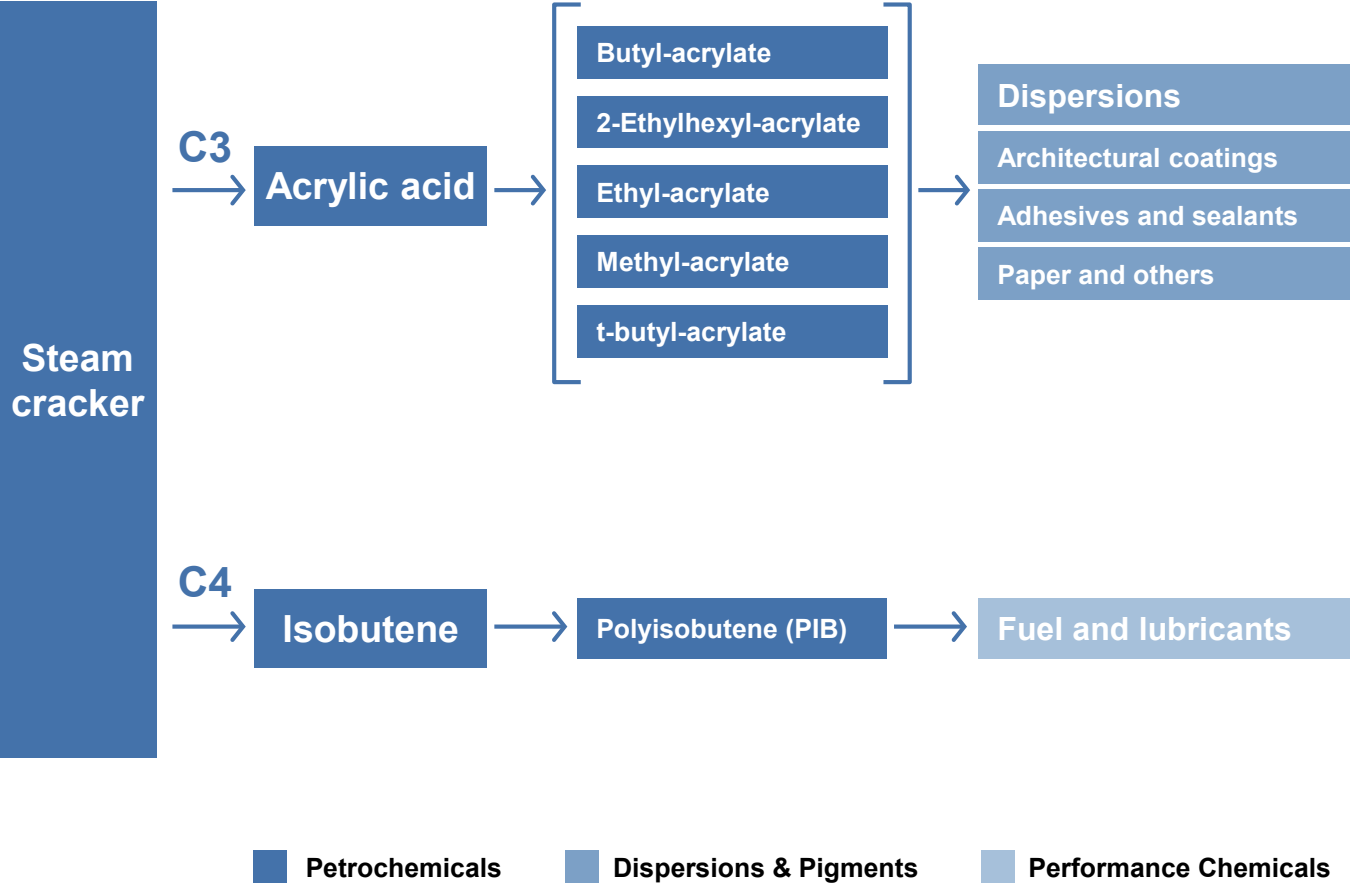 Steam
cracker
C3
Acrylic acid
Butyl-acrylate
2-Ethylhexyl-acrylate
Ethyl-acrylate
Methyl-acrylate
t-butyl-acrylate
Dispersions
Architectural coatings
Adhesives and sealants
Paper and others
C4
Isobutene
Polyisobutene (PIB)
Fuel and lubricants
Petrochemicals
Dispersions & Pigments
Performance Chemicals